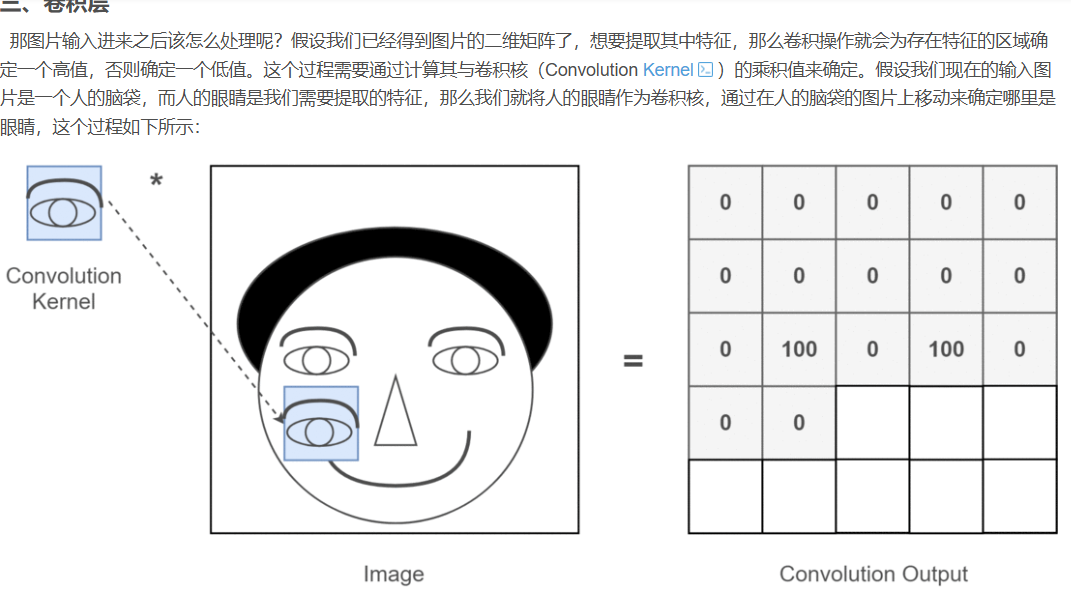 三、卷积层
那图片输入进来之后该怎么处理呢？假设我们已经得到图片的二维矩阵了，想要提取其中特征，那么卷积操作就会为存在特征的区域确
定一个高值，否则确定一个低值。这个过程需要通过计算其与卷积核（Convolution Kernel）的乘积值来确定。假设我们现在的输入图
片是一个人的脑袋，而人的眼睛是我们需要提取的特征，那么我们就将人的眼睛作为卷积核，通过在人的脑袋的图片上移动来确定哪里是
眼睛，这个过程如下所示：
*
Convolution
Kernel
=
0 0 0 0 0
0 0 0 0 0
0 100 0 100 0
0 0
Image
Convolution Output